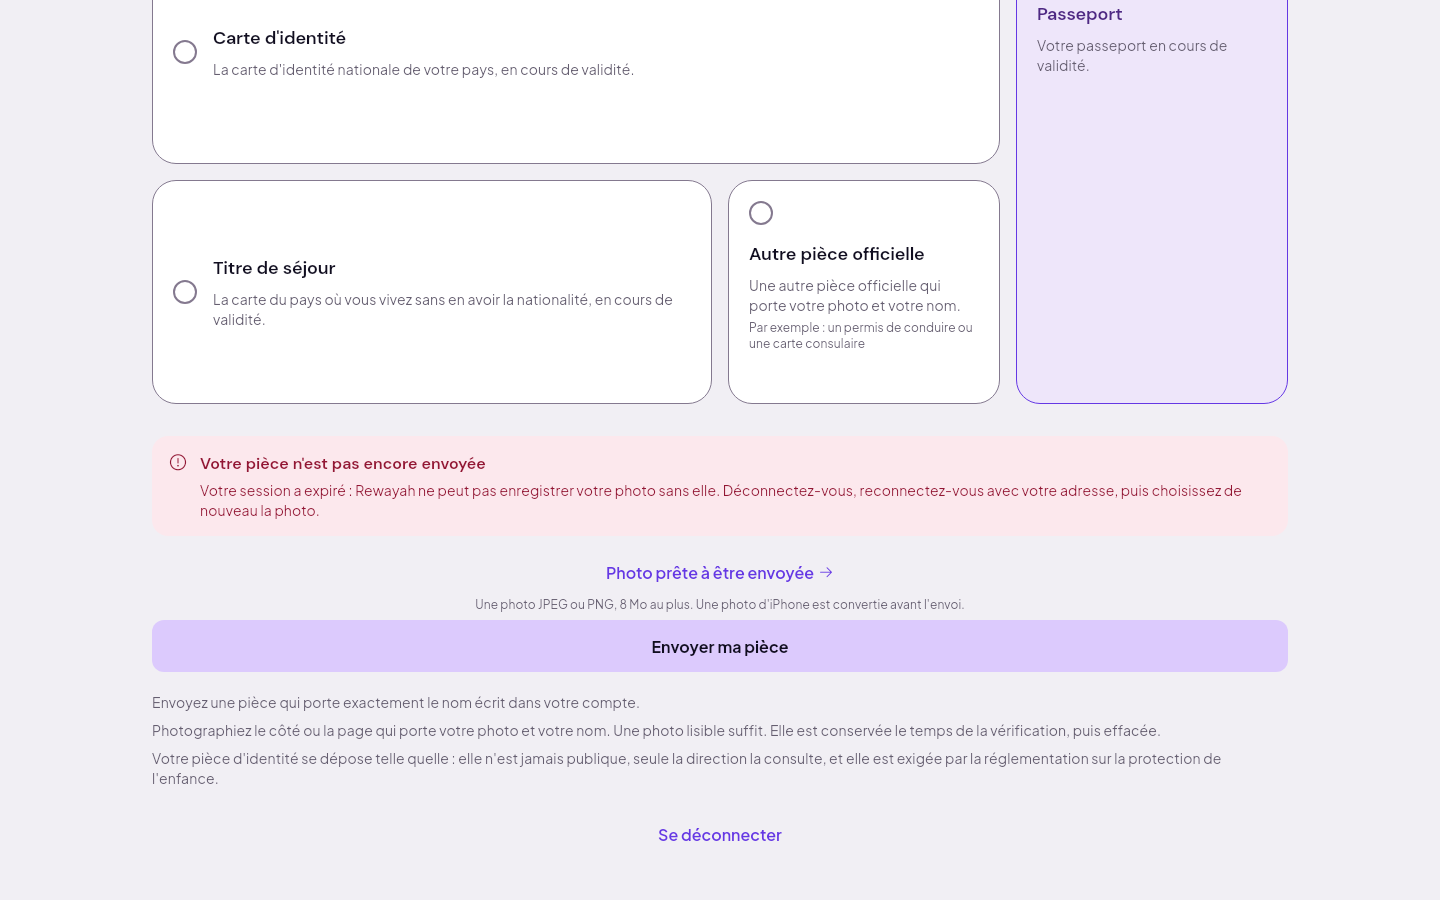 Carte d'identité
La carte d'identité nationale de votre pays, en cours de validité.
Passeport
Votre passeport en cours de
validité.
Titre de séjour
La carte du pays où vous vivez sans en avoir la nationalité, en cours de
validité.
Autre pièce officielle
Une autre pièce officielle qui
porte votre photo et votre nom.
Par exemple : un permis de conduire ou
une carte consulaire
Votre pièce n'est pas encore envoyée
Votre session a expiré : Rewayah ne peut pas enregistrer votre photo sans elle. Déconnectez-vous, reconnectez-vous avec votre adresse, puis choisissez de
nouveau la photo.
Photo prête à être envoyée →
Une photo JPEG ou PNG, 8 Mo au plus. Une photo d'iPhone est convertie avant l'envoi.
Envoyer ma pièce
Envoyez une pièce qui porte exactement le nom écrit dans votre compte.
Photographiez le côté ou la page qui porte votre photo et votre nom. Une photo lisible suffit. Elle est conservée le temps de la vérification, puis effacée.
Votre pièce d'identité se dépose telle quelle : elle n'est jamais publique, seule la direction la consulte, et elle est exigée par la réglementation sur la protection de
l'enfance.
Se déconnecter